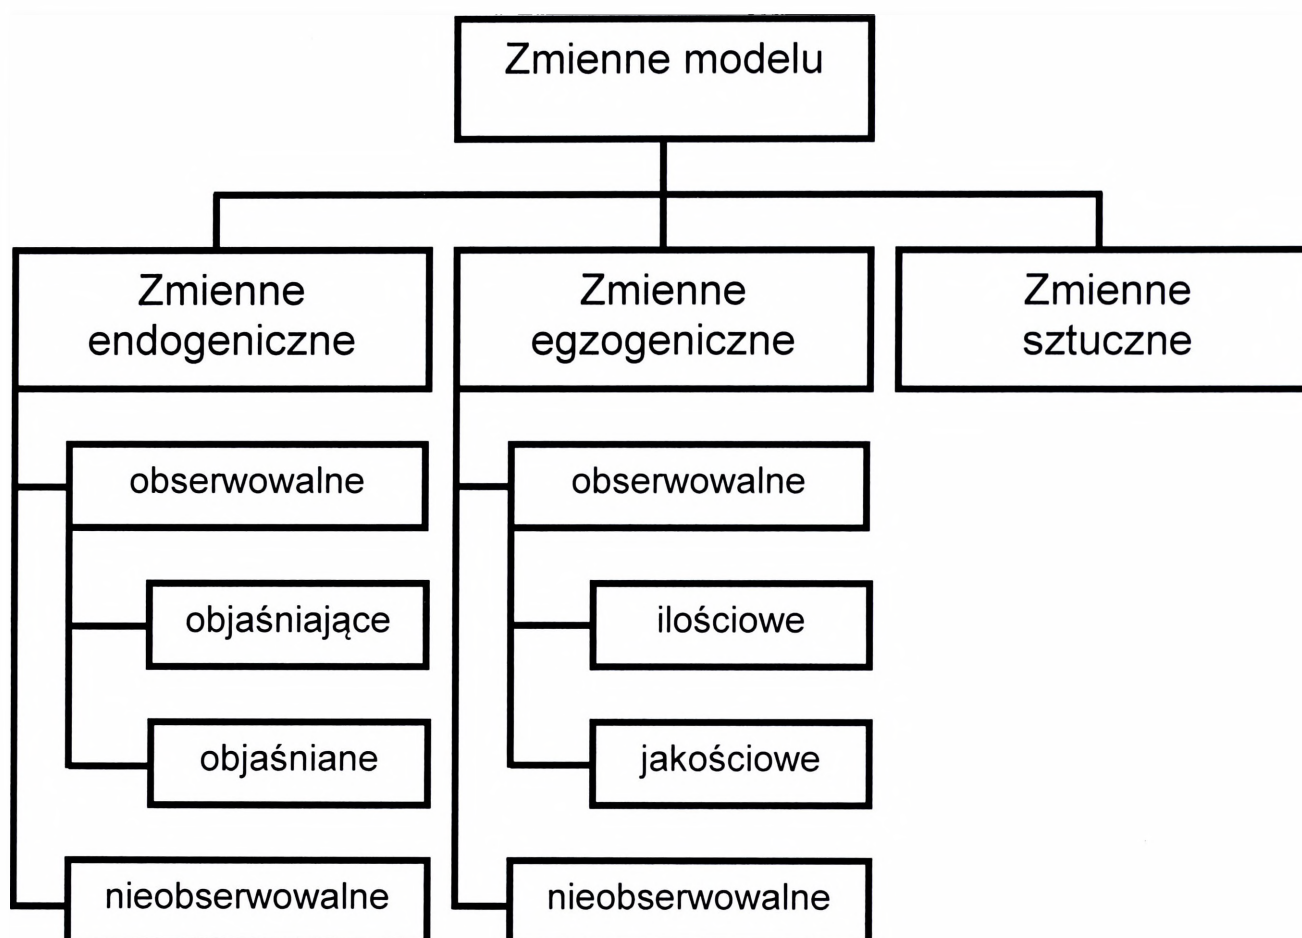 Zmienne modelu
Zmienne
endogeniczne
Zmienne
egzogeniczne
Zmienne
sztuczne
obserwowalne
obserwowalne
objaśniające
ilościowe
objaśniane
jakościowe
nieobserwowalne
nieobserwowalne